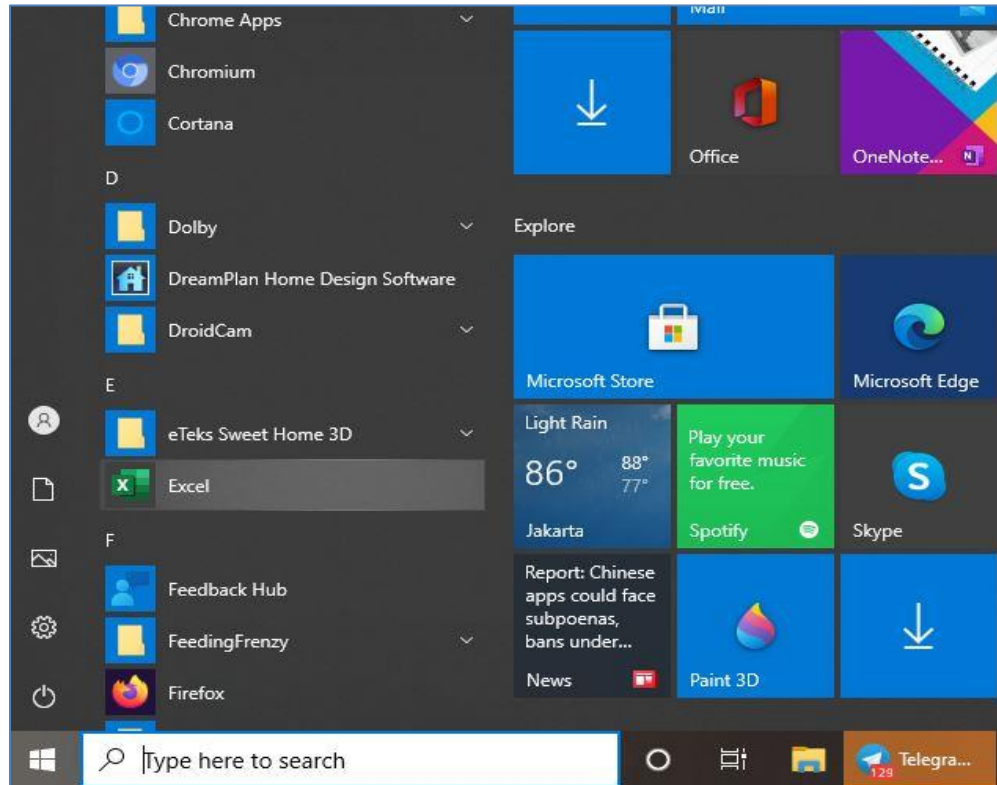 Chrome Apps
Chromium
Cortana
D
Dolby
DreamPlan Home Design Software
DroidCam
E
eTeks Sweet Home 3D
Excel
F
Feedback Hub
FeedingFrenzy
Firefox
Mail
Office
OneNote...
N
Explore
Microsoft Store
Microsoft Edge
Light Rain
86° 88°
77°
Jakarta
Play your
favorite music
for free.
Spotify
S
Skype
Report: Chinese
apps could face
subpoenas,
bans under...
News
Paint 3D
Type here to search
129
Telegra...